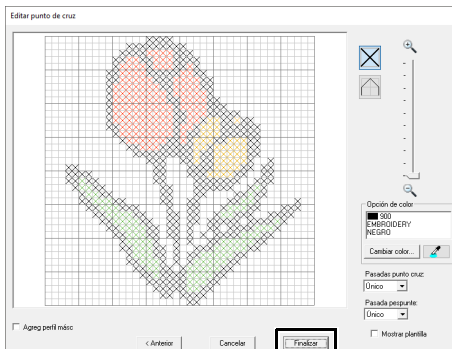 Editar punto de cruz
Opción de color
900
EMBROIDERY
NEGRO
Cambiar color...
Pasadas punto cruz:
Único
Pasada pespunte:
Único
Mostrar plantilla
Agreg perfil másc
< Anterior
Cancelar
Finalizar